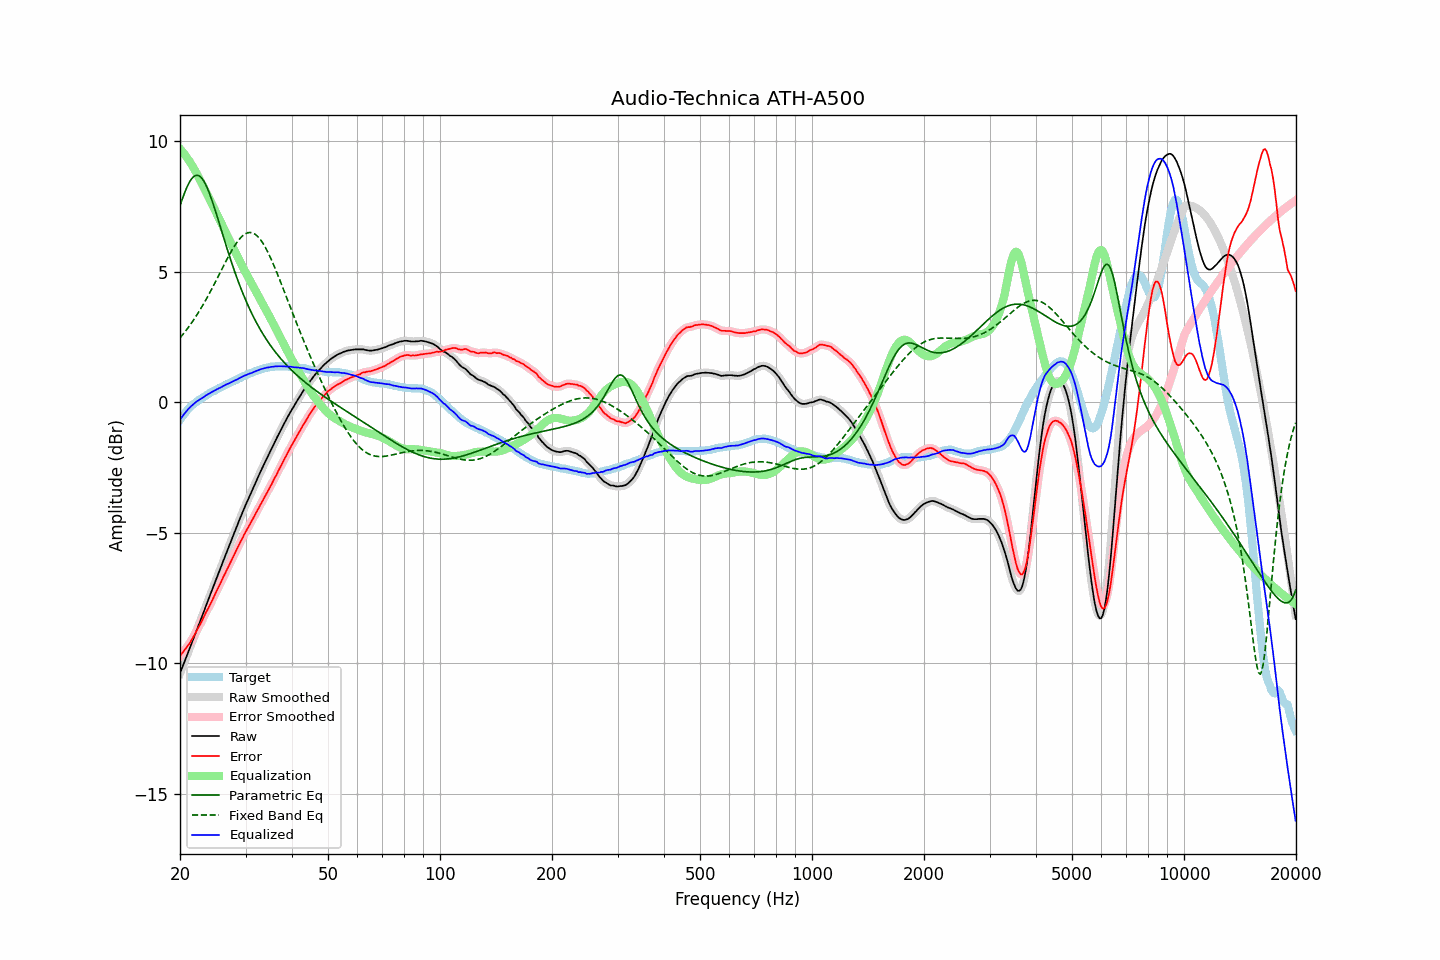 Audio-Technica ATH-A500
Amplitude (dBr)
10
5
0
−5
−10
−15
Target
Raw Smoothed
Error Smoothed
Raw
Error
Equalization
Parametric Eq
Fixed Band Eq
Equalized
20 50 100 200 500 1000 2000 5000 10000 20000
Frequency (Hz)